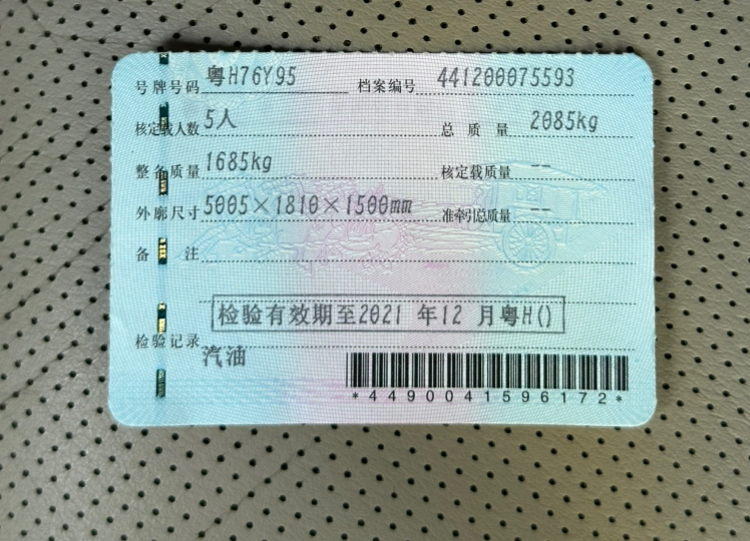 号牌号码 粤H76Y95 档案编号 441200075593
核定载人数 5人 总质量 2085kg
整备质量 1685kg 核定载质量 --
外廓尺寸 5005×1810×1500mm 准牵引总质量 --
备注
检验有效期至2021 年12 月粤H()
检验记录
汽油
*4490041596172*